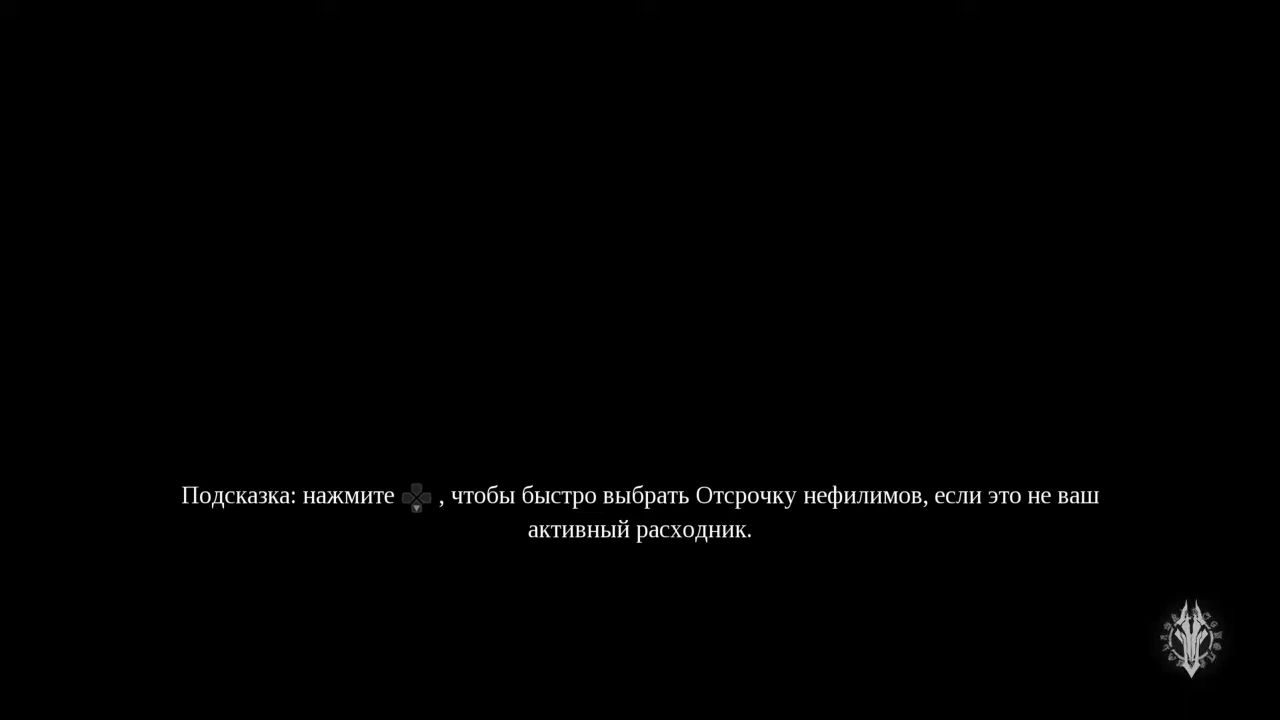 Подсказка: нажмите , чтобы быстро выбрать Отсрочку нефилимов, если это не ваш
активный расходник.